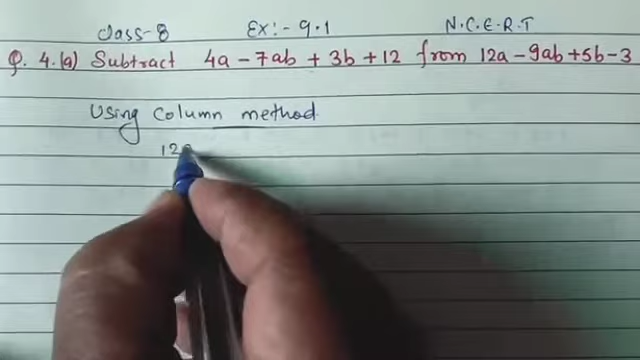 Class-8 Ex:- 9.1 N.C.E.R.T
Q. 4.(a) Subtract 4a - 7ab + 3b + 12 from 12a - 9ab + 5b - 3
Using Column method
12a